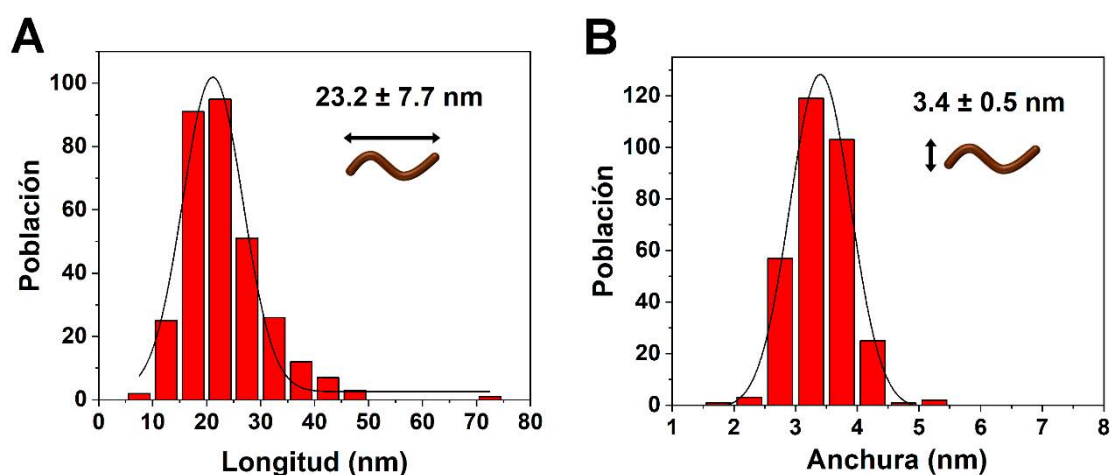 A
23.2 ± 7.7 nm
Población
100
80
60
40
20
0
0 10 20 30 40 50 60 70 80
Longitud (nm)
B
3.4 ± 0.5 nm
Población
120
100
80
60
40
20
0
1 2 3 4 5 6 7 8
Anchura (nm)